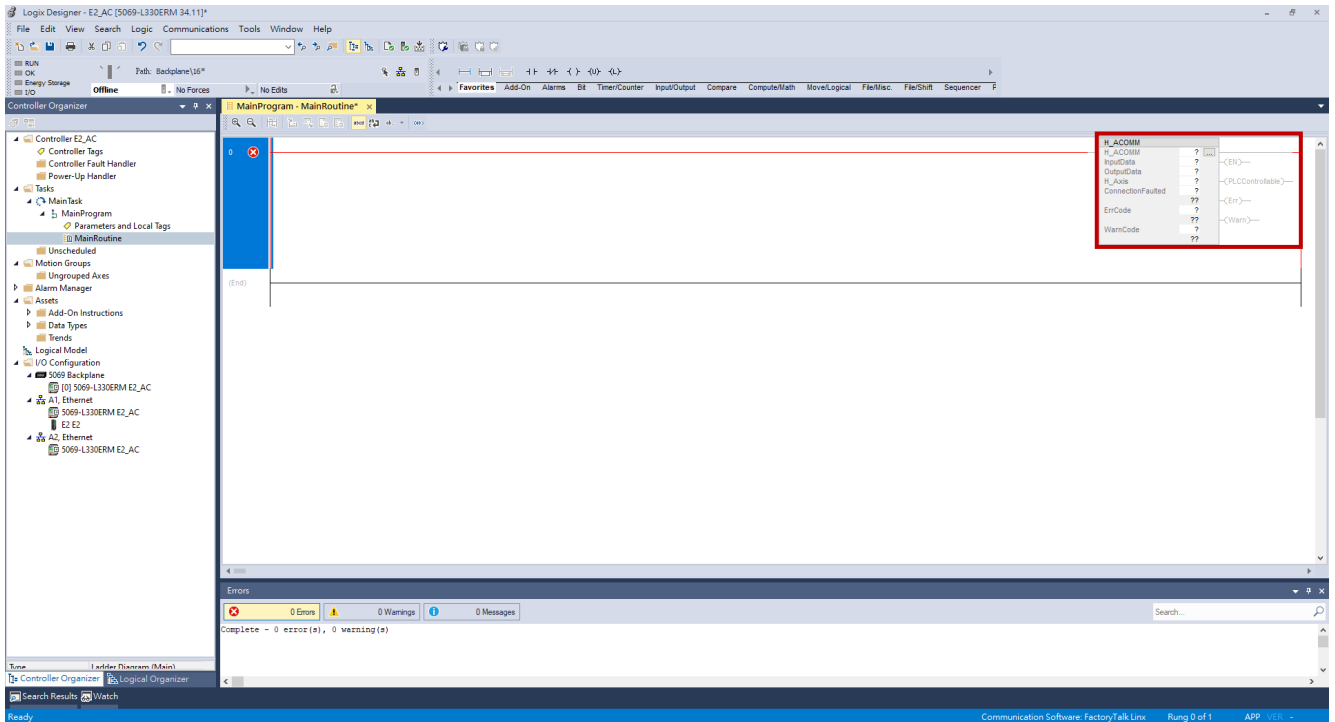 Logix Designer - E2_AC [5069-L330ERM 34.11]*
File Edit View Search Logic Communications Tools Window Help
RUN
OK
Energy Storage
I/O
Path: Backplane\16*
Offline
No Forces
No Edits
Favorites Add-On Alarms Bit Timer/Counter Input/Output Compare Compute/Math Move/Logical File/Misc. File/Shift Sequencer F
Controller Organizer
MainProgram - MainRoutine*
Controller E2_AC
Controller Tags
Controller Fault Handler
Power-Up Handler
Tasks
MainTask
MainProgram
Parameters and Local Tags
MainRoutine
Unscheduled
Motion Groups
Ungrouped Axes
Alarm Manager
Assets
Add-On Instructions
Data Types
Trends
Logical Model
I/O Configuration
5069 Backplane
[0] 5069-L330ERM E2_AC
A1, Ethernet
5069-L330ERM E2_AC
E2 E2
A2, Ethernet
5069-L330ERM E2_AC
0
H_ACOMM
H_ACOMM ? ...
InputData ? (EN)
OutputData ?
H_Axis ? (PLCControllable)
ConnectionFaulted ?
?? (Err)
ErrCode ?
?? (Warn)
WarnCode ?
??
(End)
Errors
0 Errors 0 Warnings 0 Messages
Search...
Complete - 0 error(s), 0 warning(s)
Type Ladder Diagram (Main)
Controller Organizer Logical Organizer
Search Results Watch
Ready
Communication Software: FactoryTalk Linx Rung 0 of 1 APP VER -